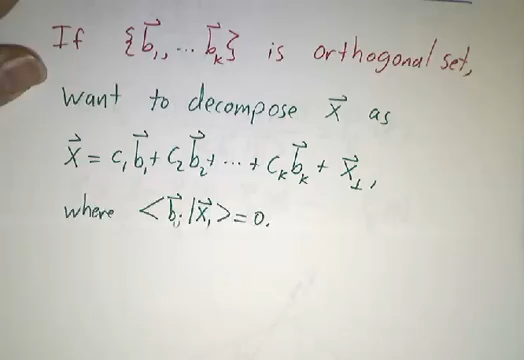 If {b⃗₁, ... b⃗ₖ} is orthogonal set,
want to decompose x⃗ as
x⃗ = c₁b⃗₁ + c₂b⃗₂ + ... + cₖb⃗ₖ + x⃗⊥,
where <b⃗ᵢ|x⃗⊥> = 0.